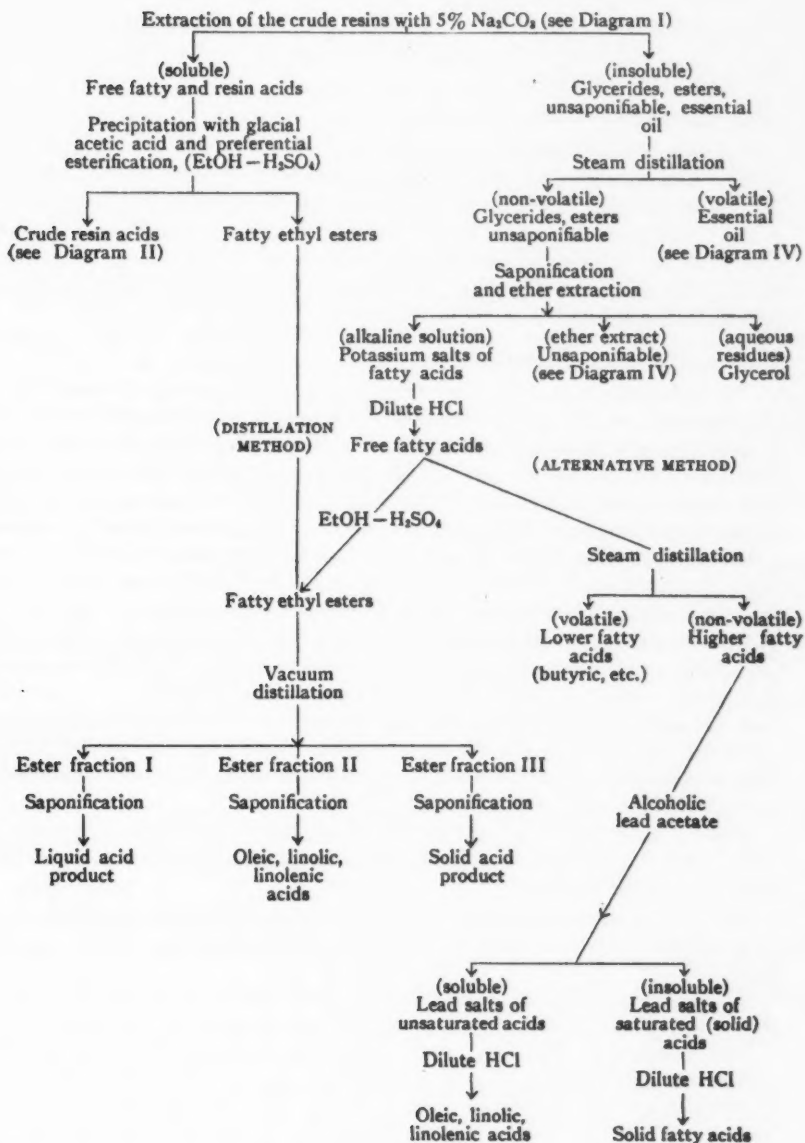 Extraction of the crude resins with 5% Na₂CO₃ (see Diagram I)
(soluble)
Free fatty and resin acids
(insoluble)
Glycerides, esters,
unsaponifiable, essential
oil
Precipitation with glacial
acetic acid and preferential
esterification, (EtOH — H₂SO₄)
Steam distillation
Crude resin acids
(see Diagram II)
Fatty ethyl esters
(non-volatile)
Glycerides, esters
unsaponifiable
(volatile)
Essential
oil
(see Diagram IV)
Saponification
and ether extraction
(alkaline solution)
Potassium salts of
fatty acids
(ether extract)
Unsaponifiable)
(see Diagram IV)
(aqueous
residues)
Glycerol
Dilute HCl
Free fatty acids
(DISTILLATION
METHOD)
(ALTERNATIVE METHOD)
EtOH — H₂SO₄
Steam distillation
Fatty ethyl esters
(volatile)
Lower fatty
acids
(butyric, etc.)
(non-volatile)
Higher fatty
acids
Vacuum
distillation
Ester fraction I
Ester fraction II
Ester fraction III
Saponification
Saponification
Saponification
Alcoholic
lead acetate
Liquid acid
product
Oleic, linolic,
linolenic
acids
Solid acid
product
(soluble)
Lead salts of
unsaturated acids
(insoluble)
Lead salts of
saturated (solid)
acids
Dilute HCl
Dilute HCl
Oleic, linolic,
linolenic acids
Solid fatty acids